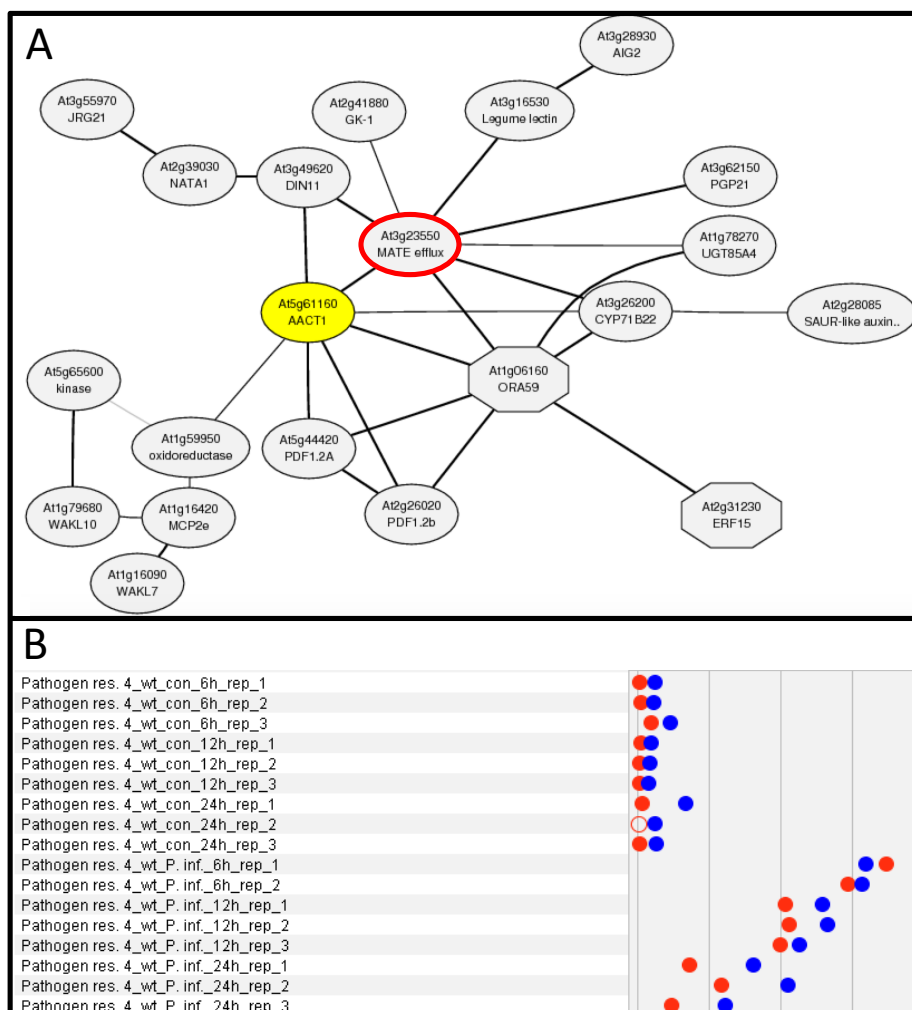 A
At3g28930
AIG2
At3g55970
JRG21
At2g41880
GK-1
At3g16530
Legume lectin
At2g39030
NATA1
At3g49620
DIN11
At3g62150
PGP21
At3g23550
MATE efflux
At1g78270
UGT85A4
At5g61160
AACT1
At3g26200
CYP71B22
At2g28085
SAUR-like auxin..
At5g65600
kinase
At1g06160
ORA59
At1g59950
oxidoreductase
At5g44420
PDF1.2A
At1g79680
WAKL10
At1g16420
MCP2e
At2g26020
PDF1.2b
At2g31230
ERF15
At1g16090
WAKL7
B
Pathogen res. 4_wt_con_6h_rep_1
Pathogen res. 4_wt_con_6h_rep_2
Pathogen res. 4_wt_con_6h_rep_3
Pathogen res. 4_wt_con_12h_rep_1
Pathogen res. 4_wt_con_12h_rep_2
Pathogen res. 4_wt_con_12h_rep_3
Pathogen res. 4_wt_con_24h_rep_1
Pathogen res. 4_wt_con_24h_rep_2
Pathogen res. 4_wt_con_24h_rep_3
Pathogen res. 4_wt_P. inf._6h_rep_1
Pathogen res. 4_wt_P. inf._6h_rep_2
Pathogen res. 4_wt_P. inf._12h_rep_1
Pathogen res. 4_wt_P. inf._12h_rep_2
Pathogen res. 4_wt_P. inf._12h_rep_3
Pathogen res. 4_wt_P. inf._24h_rep_1
Pathogen res. 4_wt_P. inf._24h_rep_2
Pathogen res. 4_wt_P. inf._24h_rep_3